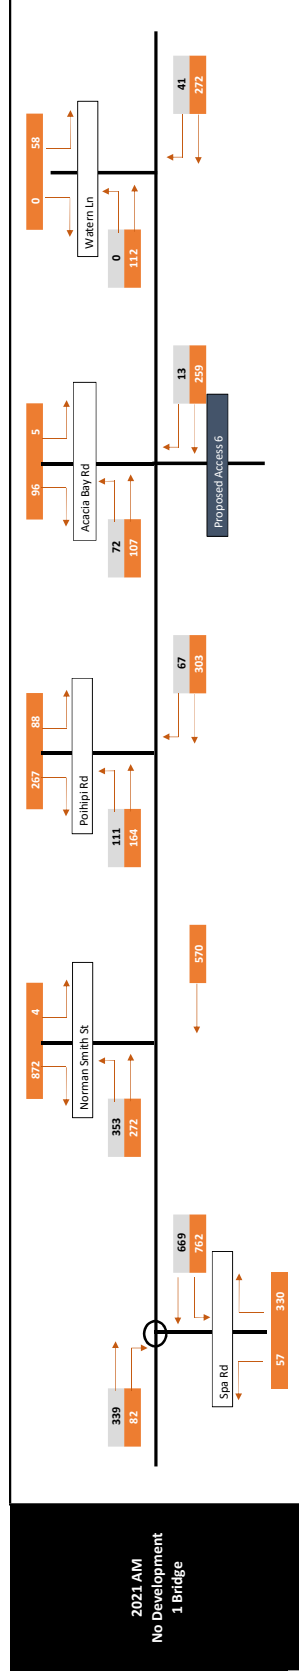 2021 AM
No Development
1 Bridge
339
82
669
762
Spa Rd
57 330
872 4
Norman Smith St
353
272
570
267 88
Poihipi Rd
111
164
67
303
96 5
Acacia Bay Rd
72
107
13
259
Proposed Access 6
0 58
Watern Ln
0
112
41
272